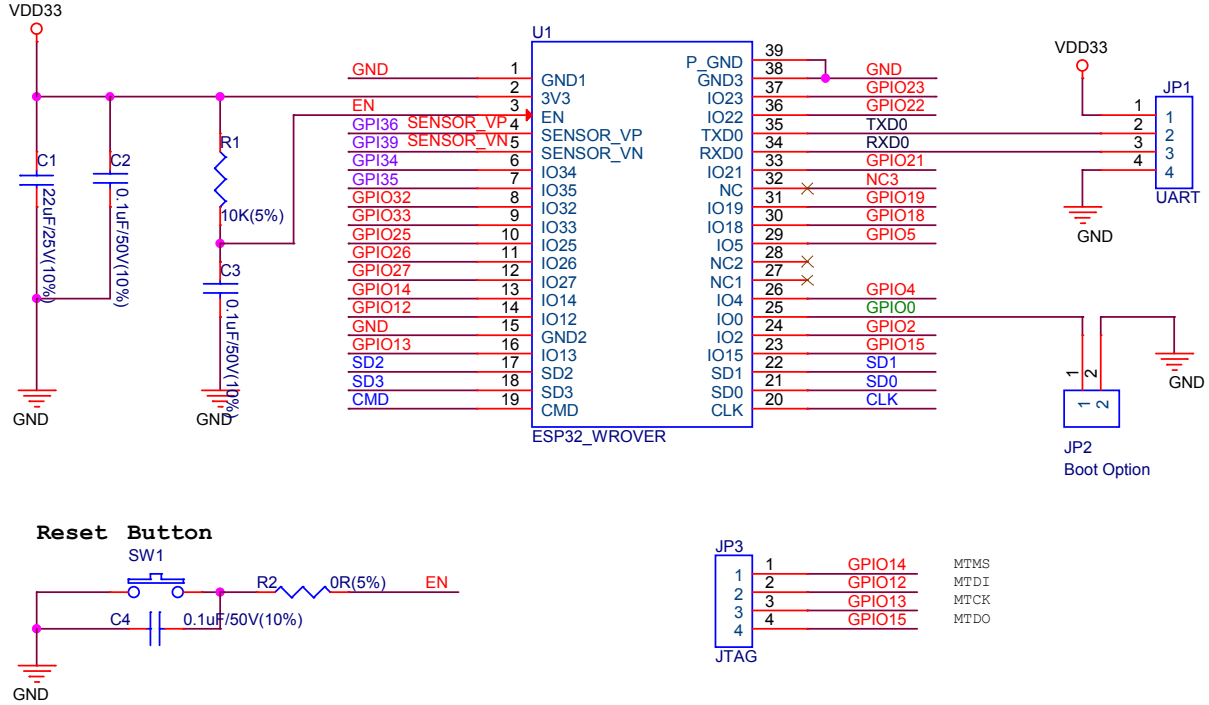 VDD33
U1
VDD33
GND 1 GND1 P_GND 39
2 3V3 GND3 38 GND
EN 3 EN IO23 37 GPIO23
GPI36 SENSOR_VP 4 SENSOR_VP IO22 36 GPIO22
GPI39 SENSOR_VN 5 SENSOR_VN TXD0 35 TXD0
GPI34 6 IO34 RXD0 34 RXD0
GPI35 7 IO35 IO21 33 GPIO21
GPIO32 8 IO32 NC 32 NC3
GPIO33 9 IO33 IO19 31 GPIO19
GPIO25 10 IO25 IO18 30 GPIO18
GPIO26 11 IO26 IO5 29 GPIO5
GPIO27 12 IO27 NC2 28
GPIO14 13 IO14 NC1 27
GPIO12 14 IO12 IO4 26 GPIO4
GND 15 GND2 IO0 25 GPIO0
GPIO13 16 IO13 IO2 24 GPIO2
SD2 17 SD2 IO15 23 GPIO15
SD3 18 SD3 SD1 22 SD1
CMD 19 CMD SD0 21 SD0
CLK 20 CLK
ESP32_WROVER
C1
22uF/25V(10%)
C2
0.1uF/50V(10%)
R1
10K(5%)
C3
0.1uF/50V(10%)
GND
GND
JP1
1 1
2 2
3 3
4 4
UART
GND
1 2
1 2
GND
JP2
Boot Option
Reset Button
SW1
R2 0R(5%) EN
C4 0.1uF/50V(10%)
GND
JP3
1 1 GPIO14 MTMS
2 2 GPIO12 MTDI
3 3 GPIO13 MTCK
4 4 GPIO15 MTDO
JTAG